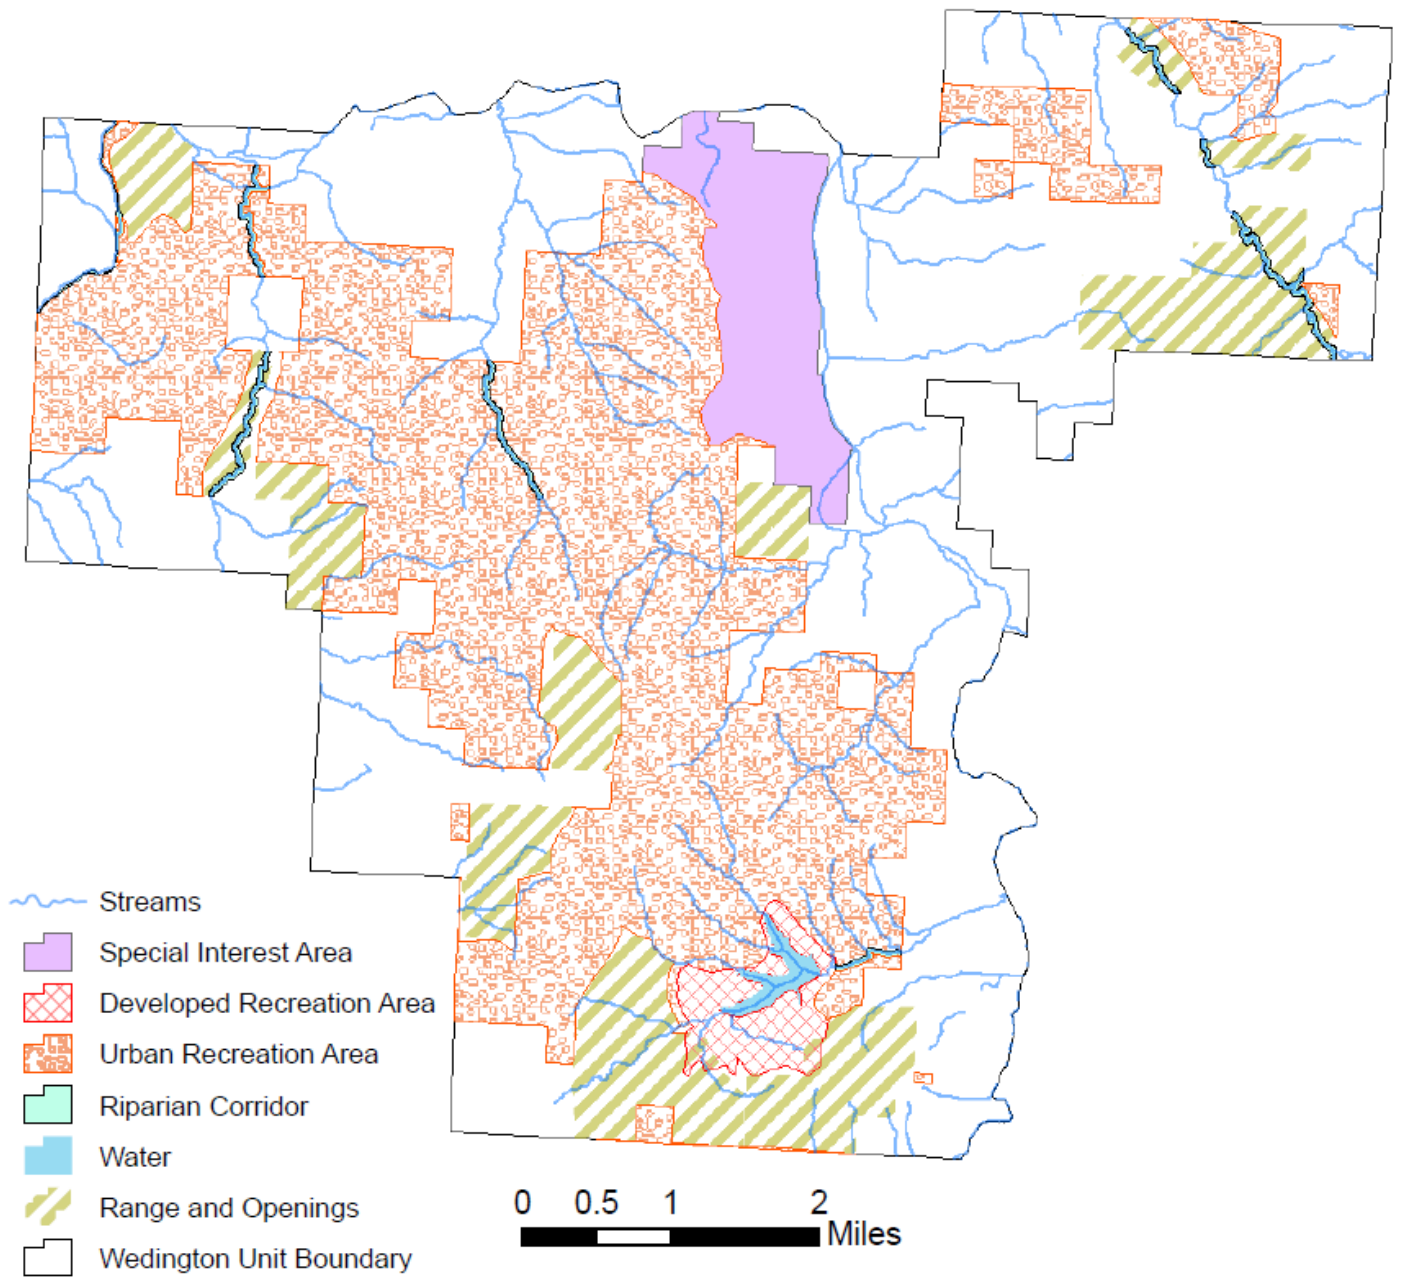 Streams
Special Interest Area
Developed Recreation Area
Urban Recreation Area
Riparian Corridor
Water
Range and Openings
Wedington Unit Boundary
0 0.5 1 2
Miles